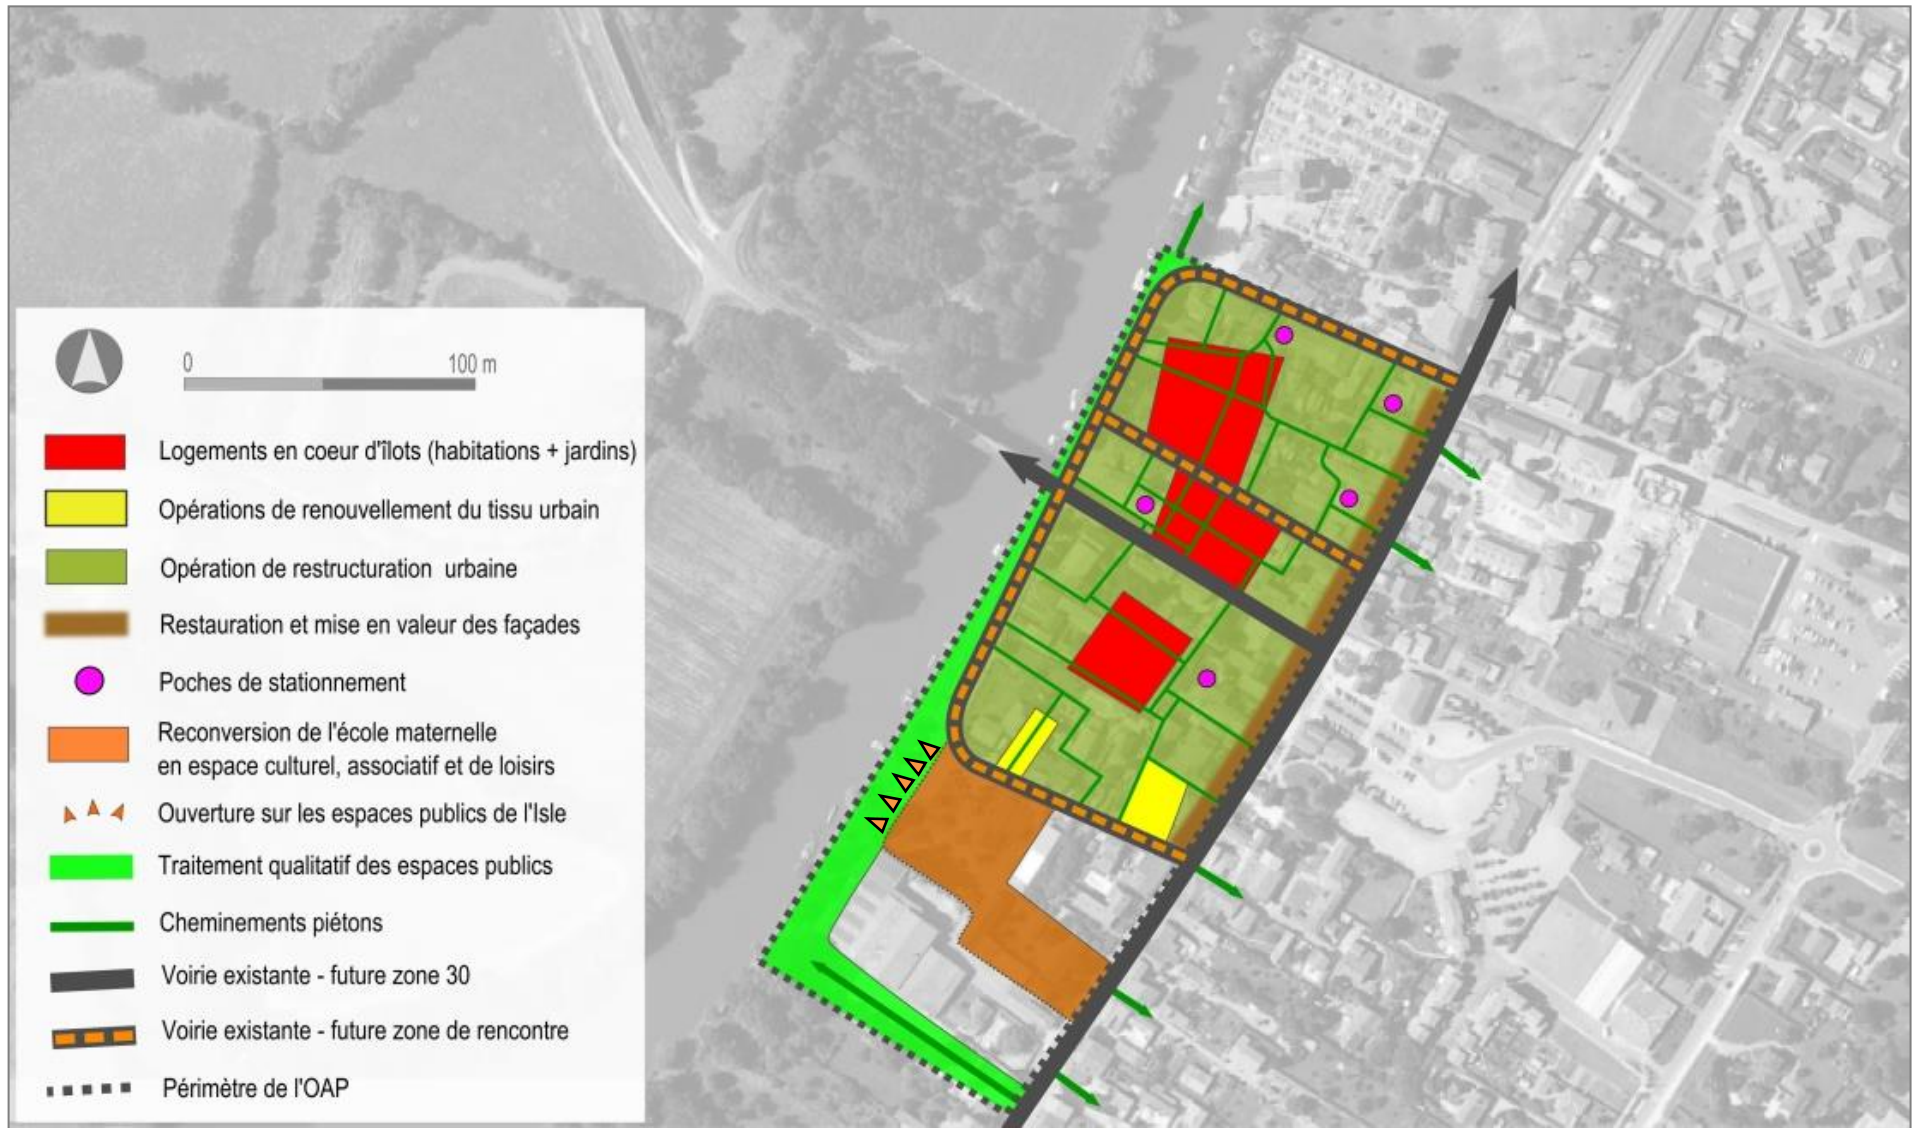 0
100 m
Logements en coeur d'îlots (habitations + jardins)
Opérations de renouvellement du tissu urbain
Opération de restructuration urbaine
Restauration et mise en valeur des façades
Poches de stationnement
Reconversion de l'école maternelle
en espace culturel, associatif et de loisirs
Ouverture sur les espaces publics de l'Isle
Traitement qualitatif des espaces publics
Cheminements piétons
Voirie existante - future zone 30
Voirie existante - future zone de rencontre
Périmètre de l'OAP